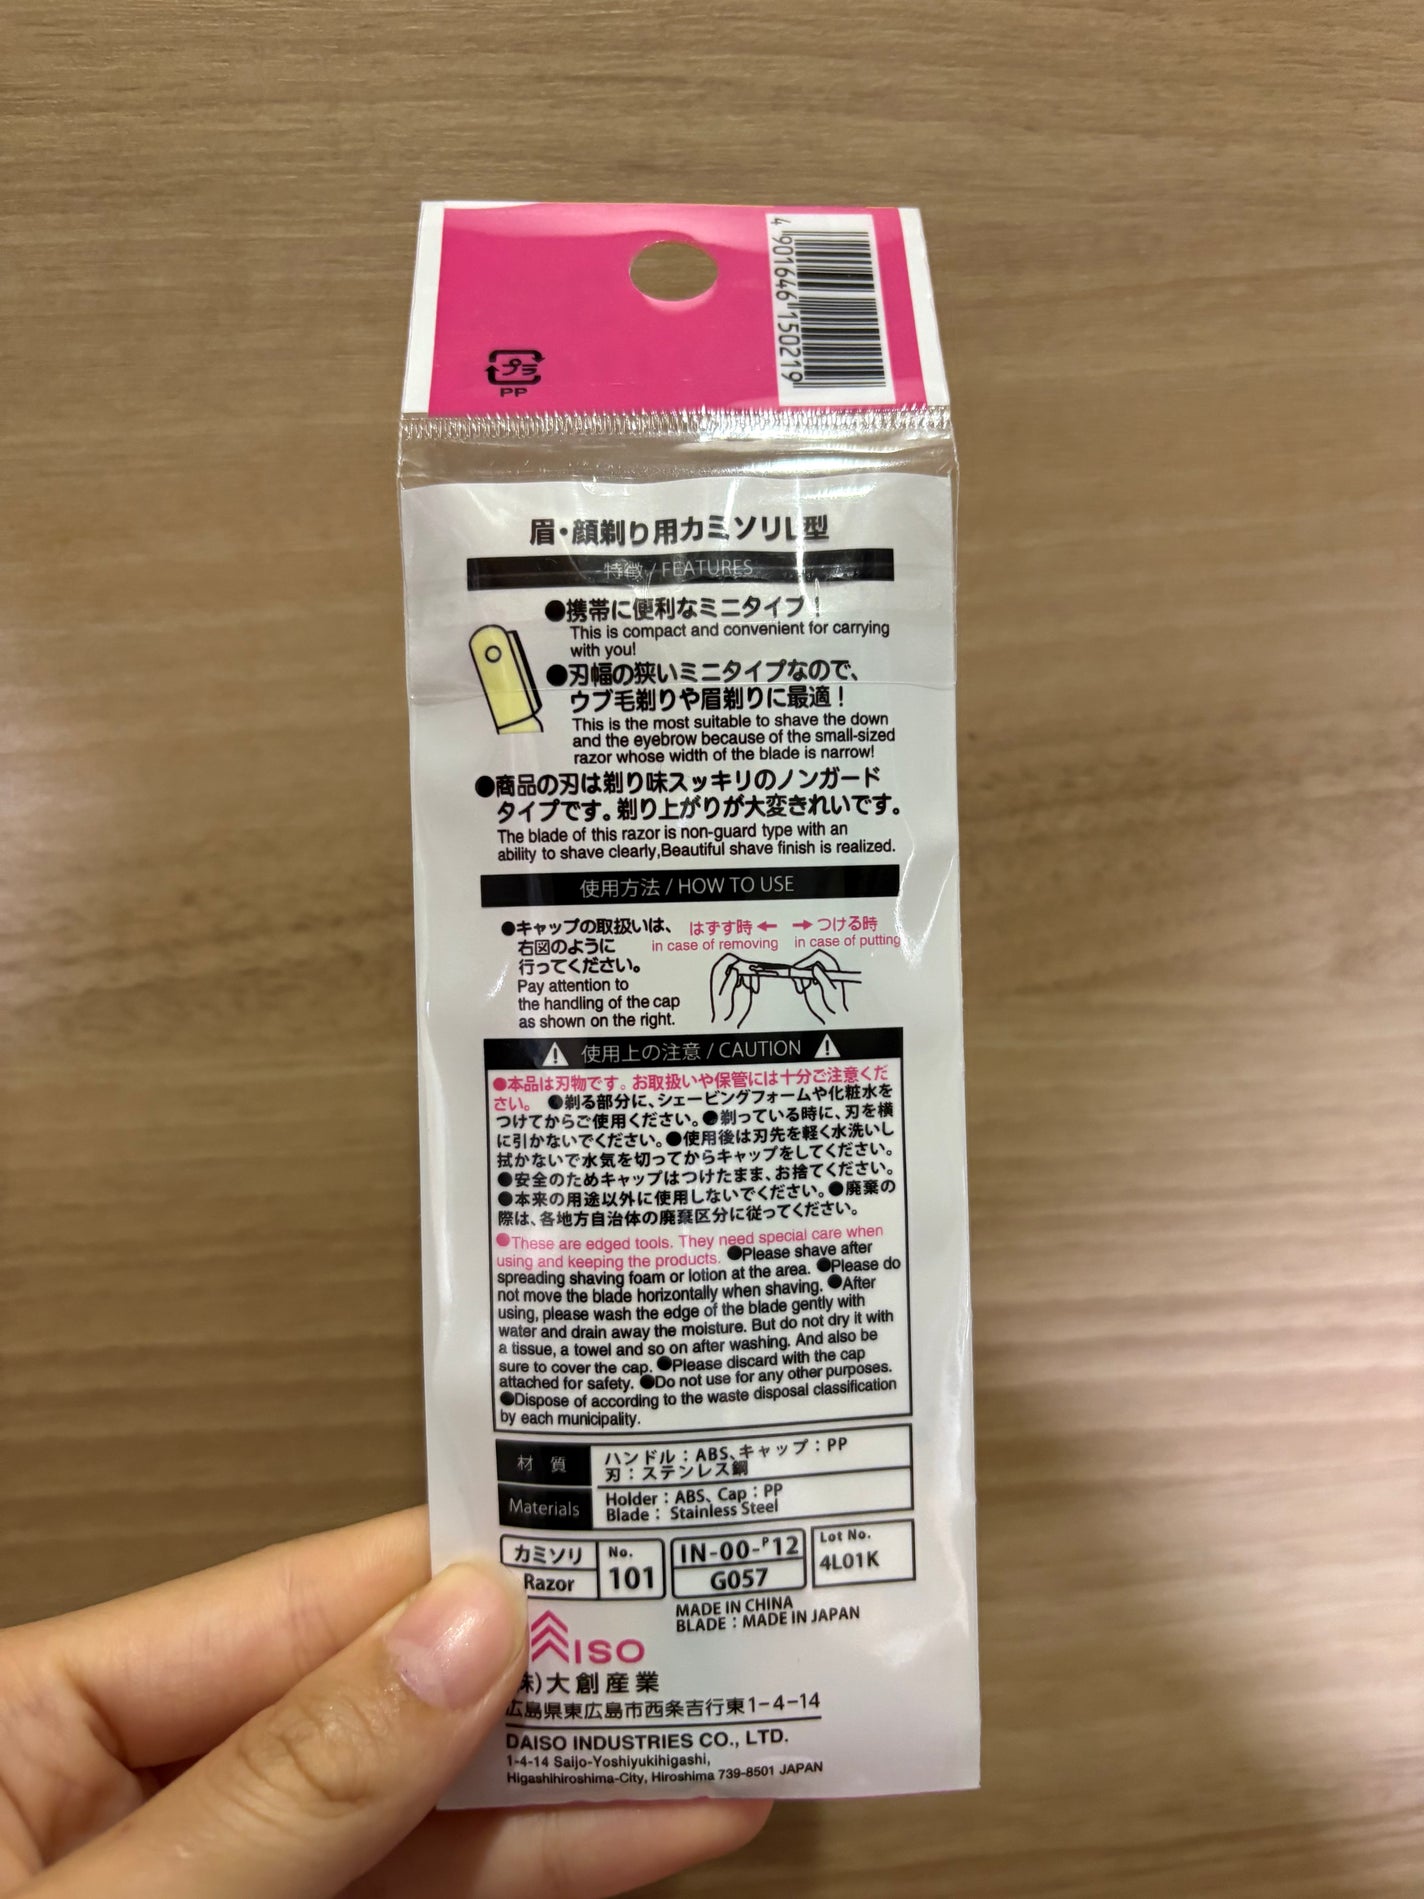 4 901646 150219
プラ
PP
眉・顔剃り用カミソリL型
特徴 / FEATURES
●携帯に便利なミニタイプ!
This is compact and convenient for carrying
with you!
●刃幅の狭いミニタイプなので、
ウブ毛剃りや眉剃りに最適!
This is the most suitable to shave the down
and the eyebrow because of the small-sized
razor whose width of the blade is narrow!
●商品の刃は剃り味スッキリのノンガード
タイプです。剃り上がりが大変きれいです。
The blade of this razor is non-guard type with an
ability to shave clearly,Beautiful shave finish is realized.
使用方法 / HOW TO USE
●キャップの取扱いは、
右図のように
行ってください。
Pay attention to
the handling of the cap
as shown on the right.
はずす時← →つける時
in case of removing in case of putting
使用上の注意 / CAUTION
●本品は刃物です。お取扱いや保管には十分ご注意くだ
さい。 ●剃る部分に、シェービングフォームや化粧水を
つけてからご使用ください。●剃っている時に、刃を横
に引かないでください。●使用後は刃先を軽く水洗いし
拭かないで水気を切ってからキャップをしてください。
●安全のためキャップはつけたまま、お捨てください。
●本来の用途以外に使用しないでください。●廃棄の
際は、各地方自治体の廃棄区分に従ってください。
●These are edged tools. They need special care when
using and keeping the products. ●Please shave after
spreading shaving foam or lotion at the area. ●Please do
not move the blade horizontally when shaving. ●After
using, please wash the edge of the blade gently with
water and drain away the moisture. But do not dry it with
a tissue, a towel and so on after washing. And also be
sure to cover the cap. ●Please discard with the cap
attached for safety. ●Do not use for any other purposes.
●Dispose of according to the waste disposal classification
by each municipality.
材 質
ハンドル:ABS、キャップ:PP
刃:ステンレス鋼
Materials
Holder:ABS、Cap:PP
Blade: Stainless Steel
カミソリ
Razor
No.
101
IN-00-P12
G057
Lot No.
4L01K
MADE IN CHINA
BLADE:MADE IN JAPAN
ISO
株)大創産業
広島県東広島市西条吉行東1-4-14
DAISO INDUSTRIES CO., LTD.
1-4-14 Saijo-Yoshiyukihigashi,
Higashihiroshima-City, Hiroshima 739-8501 JAPAN